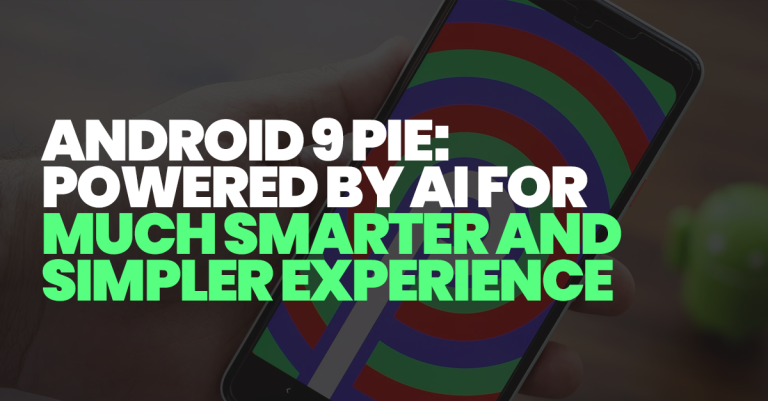 ANDROID 9 PIE:
POWERED BY AI FOR
MUCH SMARTER AND
SIMPLER EXPERIENCE